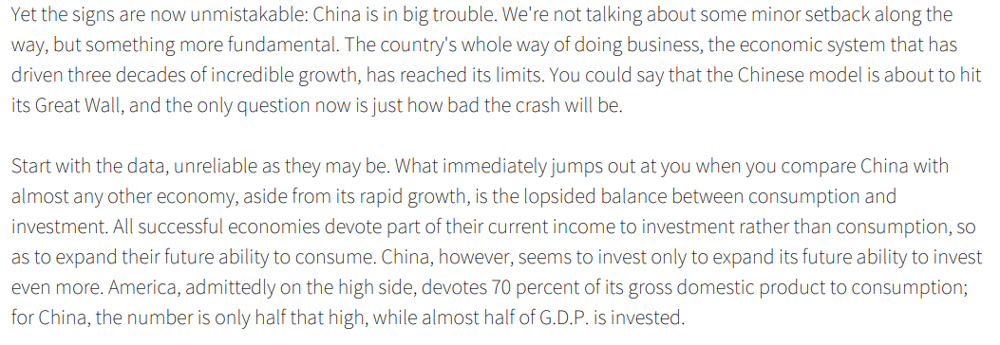 Yet the signs are now unmistakable: China is in big trouble. We're not talking about some minor setback along the
way, but something more fundamental. The country's whole way of doing business, the economic system that has
driven three decades of incredible growth, has reached its limits. You could say that the Chinese model is about to hit
its Great Wall, and the only question now is just how bad the crash will be.
Start with the data, unreliable as they may be. What immediately jumps out at you when you compare China with
almost any other economy, aside from its rapid growth, is the lopsided balance between consumption and
investment. All successful economies devote part of their current income to investment rather than consumption, so
as to expand their future ability to consume. China, however, seems to invest only to expand its future ability to invest
even more. America, admittedly on the high side, devotes 70 percent of its gross domestic product to consumption;
for China, the number is only half that high, while almost half of G.D.P. is invested.